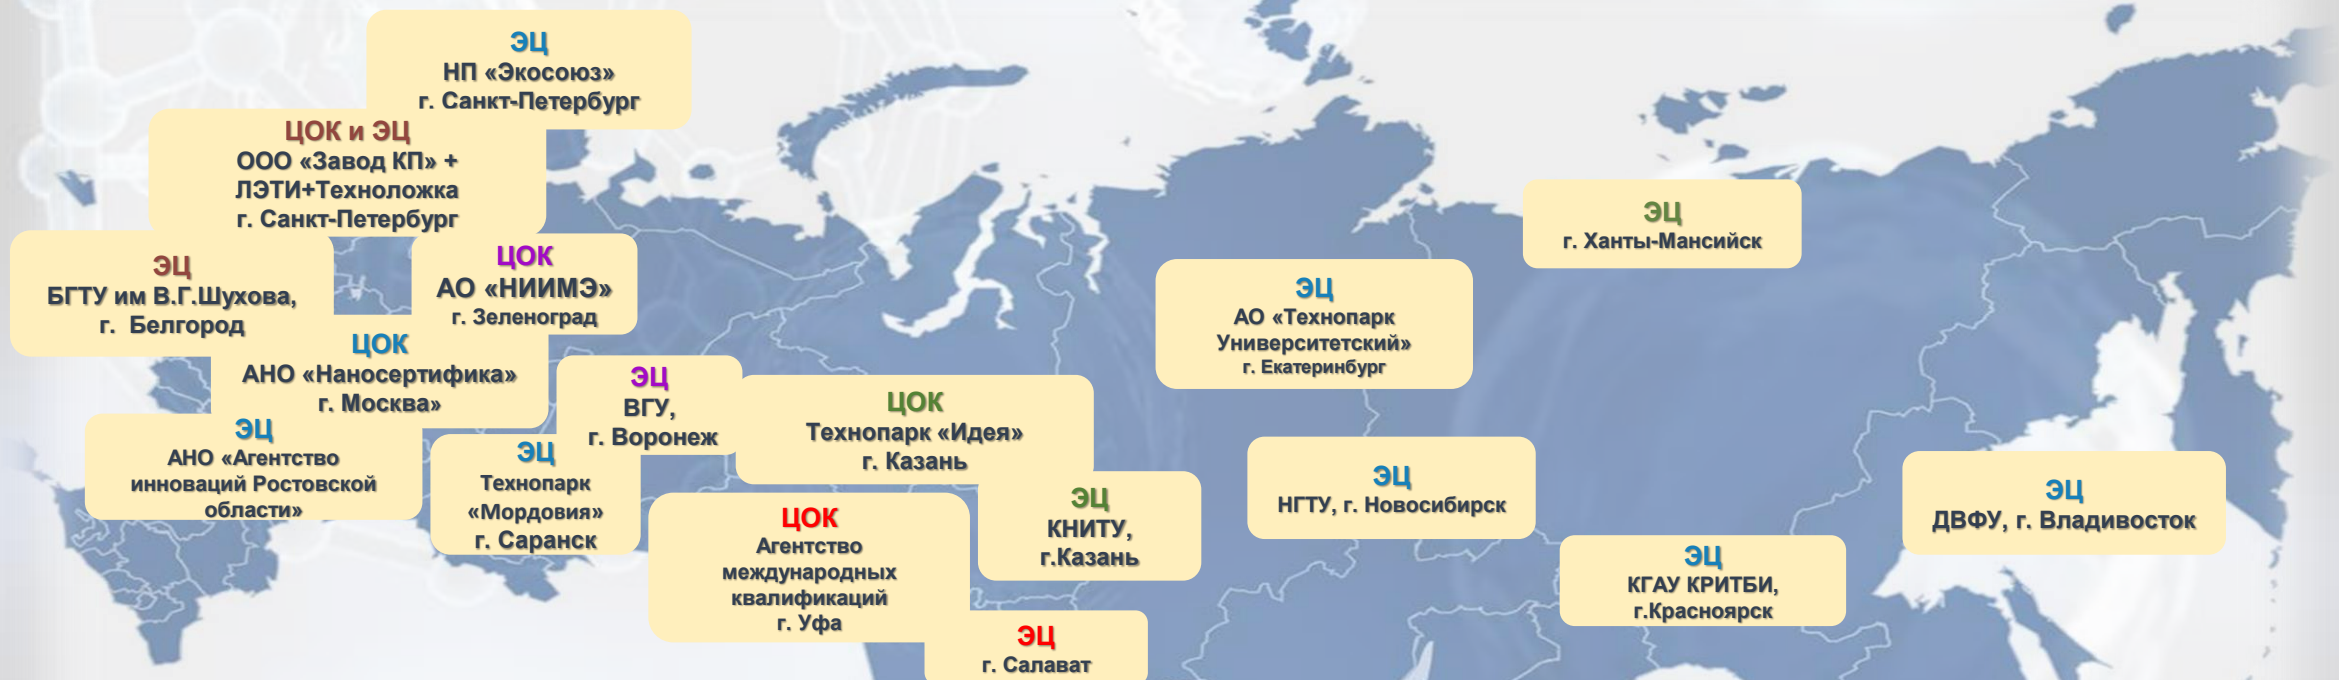 ЭЦ
НП «Экосоюз»
г. Санкт-Петербург
ЦОК и ЭЦ
ООО «Завод КП» +
ЛЭТИ+Техноложка
г. Санкт-Петербург
ЭЦ
БГТУ им В.Г.Шухова,
г. Белгород
ЦОК
АО «НИИМЭ»
г. Зеленоград
ЦОК
АНО «Наносертифика»
г. Москва»
ЭЦ
АНО «Агентство
инноваций Ростовской
области»
ЭЦ
Технопарк
«Мордовия»
г. Саранск
ЭЦ
ВГУ,
г. Воронеж
ЦОК
Технопарк «Идея»
г. Казань
ЦОК
Агентство
международных
квалификаций
г. Уфа
ЭЦ
КНИТУ,
г.Казань
ЭЦ
г. Салават
ЭЦ
АО «Технопарк
Университетский»
г. Екатеринбург
ЭЦ
г. Ханты-Мансийск
ЭЦ
НГТУ, г. Новосибирск
ЭЦ
КГАУ КРИТБИ,
г.Красноярск
ЭЦ
ДВФУ, г. Владивосток